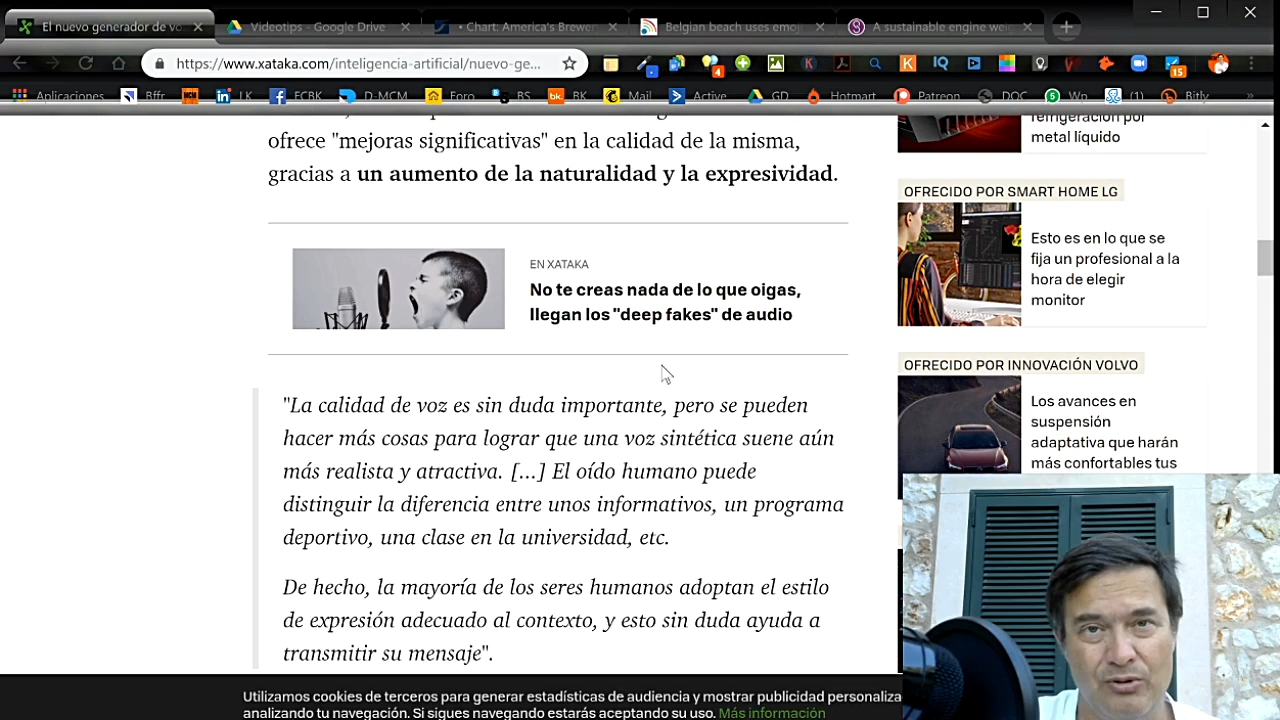 El nuevo generador de vo
Videotips - Google Drive
• Chart: America's Brewer
Belgian beach uses emoj
A sustainable engine wei
https://www.xataka.com/inteligencia-artificial/nuevo-ge...
4
15
Aplicaciones
Bffr
LK
FCBK
D-MCM
Foro
BS
BK
Mail
Active
GD
Hotmart
Patreon
DOC
Wp
(1)
Bitly
»
ofrece "mejoras significativas" en la calidad de la misma,
gracias a un aumento de la naturalidad y la expresividad.
EN XATAKA
No te creas nada de lo que oigas,
llegan los "deep fakes" de audio
"La calidad de voz es sin duda importante, pero se pueden
hacer más cosas para lograr que una voz sintética suene aún
más realista y atractiva. [...] El oído humano puede
distinguir la diferencia entre unos informativos, un programa
deportivo, una clase en la universidad, etc.
De hecho, la mayoría de los seres humanos adoptan el estilo
de expresión adecuado al contexto, y esto sin duda ayuda a
transmitir su mensaje".
refrigeración por
metal líquido
OFRECIDO POR SMART HOME LG
Esto es en lo que se
fija un profesional a la
hora de elegir
monitor
OFRECIDO POR INNOVACIÓN VOLVO
Los avances en
suspensión
adaptativa que harán
más confortables tus
Utilizamos cookies de terceros para generar estadísticas de audiencia y mostrar publicidad personaliza
analizando tu navegación. Si sigues navegando estarás aceptando su uso. Más información